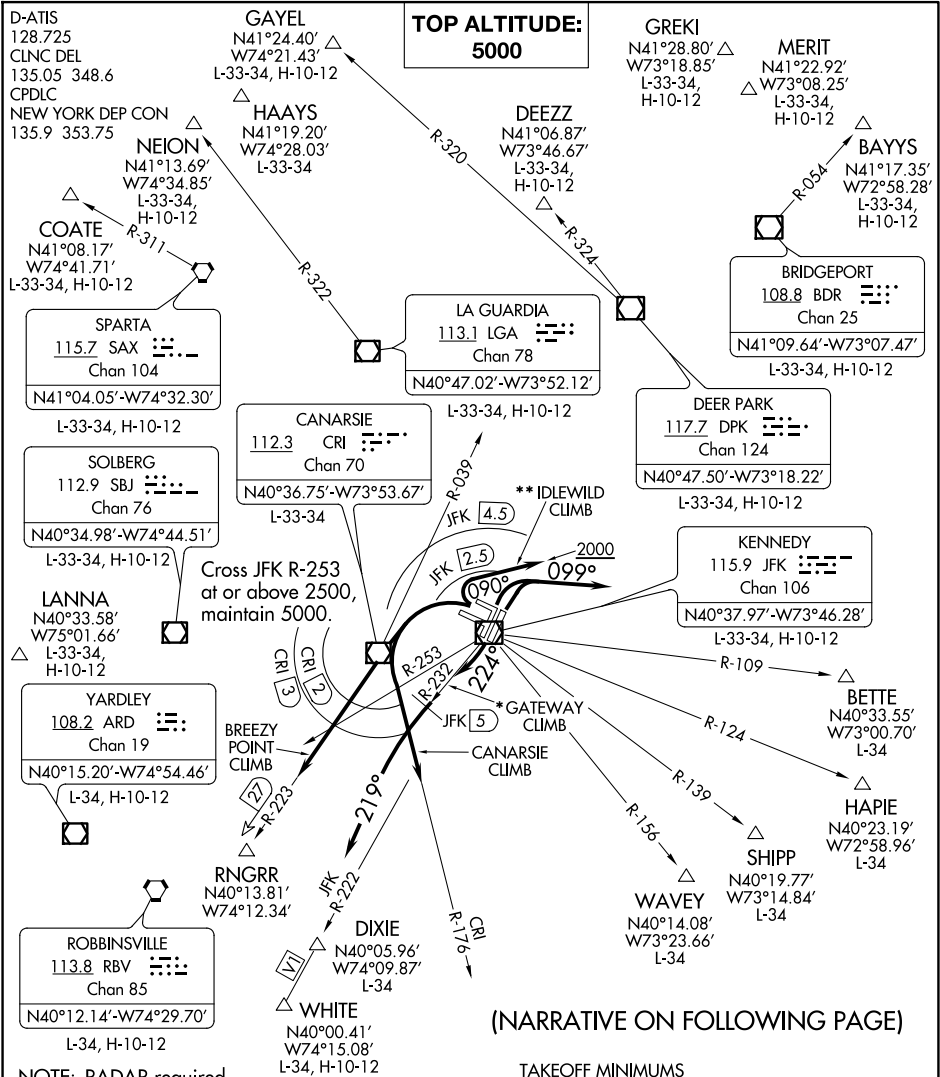 D-ATIS
128.725
CLNC DEL
135.05 348.6
CPDLC
NEW YORK DEP CON
135.9 353.75
GAYEL
N41°24.40′
W74°21.43′
L-33-34, H-10-12
TOP ALTITUDE:
5000
GREKI
N41°28.80′
W73°18.85′
L-33-34,
H-10-12
MERIT
N41°22.92′
W73°08.25′
L-33-34,
H-10-12
HAAYS
N41°19.20′
W74°28.03′
L-33-34
NEION
N41°13.69′
W74°34.85′
L-33-34,
H-10-12
DEEZZ
N41°06.87′
W73°46.67′
L-33-34,
H-10-12
BAYYS
N41°17.35′
W72°58.28′
L-33-34,
H-10-12
COATE
N41°08.17′
W74°41.71′
L-33-34, H-10-12
R-311
R-322
R-320
R-324
R-054
SPARTA
115.7 SAX
Chan 104
N41°04.05′-W74°32.30′
L-33-34, H-10-12
LA GUARDIA
113.1 LGA
Chan 78
N40°47.02′-W73°52.12′
L-33-34, H-10-12
BRIDGEPORT
108.8 BDR
Chan 25
N41°09.64′-W73°07.47′
L-33-34, H-10-12
DEER PARK
117.7 DPK
Chan 124
N40°47.50′-W73°18.22′
L-33-34, H-10-12
CANARSIE
112.3 CRI
Chan 70
N40°36.75′-W73°53.67′
L-33-34
SOLBERG
112.9 SBJ
Chan 76
N40°34.98′-W74°44.51′
L-33-34, H-10-12
R-039
JFK 4.5
JFK 2.5
** IDLEWILD
CLIMB
2000
090°
099°
KENNEDY
115.9 JFK
Chan 106
N40°37.97′-W73°46.28′
L-33-34, H-10-12
Cross JFK R-253
at or above 2500,
maintain 5000.
LANNA
N40°33.58′
W75°01.66′
L-33-34,
H-10-12
CRI 3
CRI 2
R-253
R-232
224°
JFK 5
*GATEWAY
CLIMB
CANARSIE
CLIMB
BREEZY
POINT
CLIMB
R-109
R-124
R-139
R-156
BETTE
N40°33.55′
W73°00.70′
L-34
HAPIE
N40°23.19′
W72°58.96′
L-34
SHIPP
N40°19.77′
W73°14.84′
L-34
WAVEY
N40°14.08′
W73°23.66′
L-34
YARDLEY
108.2 ARD
Chan 19
N40°15.20′-W74°54.46′
L-34, H-10-12
27
R-223
219°
RNGRR
N40°13.81′
W74°12.34′
JFK
R-222
CRI
R-176
DIXIE
N40°05.96′
W74°09.87′
L-34
V1
WHITE
N40°00.41′
W74°15.08′
L-34, H-10-12
ROBBINSVILLE
113.8 RBV
Chan 85
N40°12.14′-W74°29.70′
L-34, H-10-12
(NARRATIVE ON FOLLOWING PAGE)
NOTE: RADAR required
TAKEOFF MINIMUMS